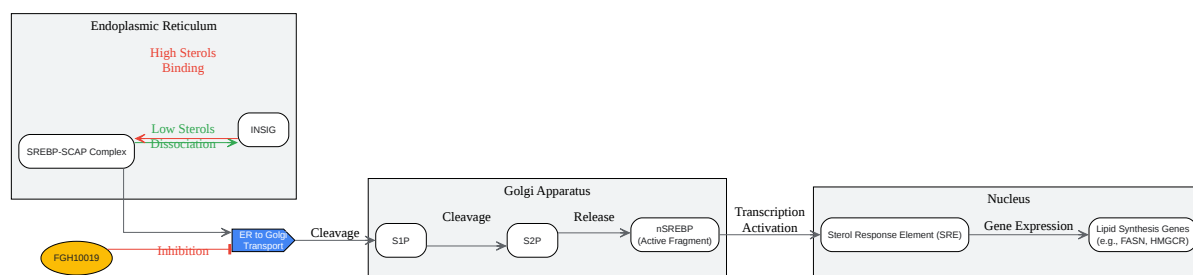 Endoplasmic Reticulum
High Sterols
Binding
Low Sterols
Dissociation
INSIG
SREBP-SCAP Complex
ER to Golgi
Transport
Inhibition
FGH10019
Cleavage
Golgi Apparatus
S1P
Cleavage
S2P
Release
nSREBP
(Active Fragment)
Transcription
Activation
Nucleus
Sterol Response Element (SRE)
Gene Expression
Lipid Synthesis Genes
(e.g., FASN, HMGCR)